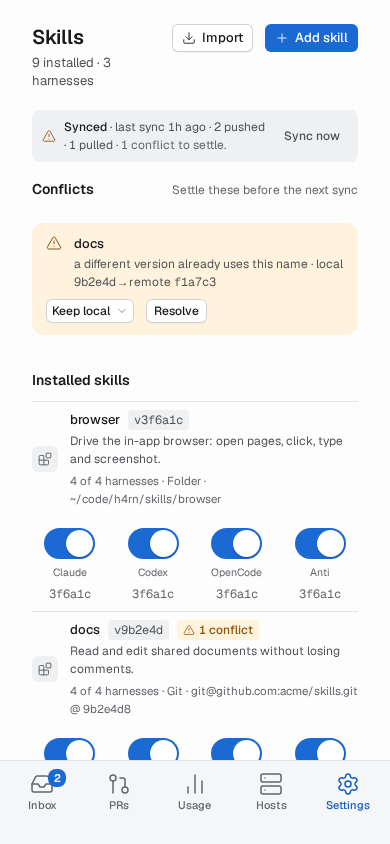 Skills
Import
Add skill
9 installed · 3
harnesses
Synced · last sync 1h ago · 2 pushed
· 1 pulled · 1 conflict to settle.
Sync now
Conflicts
Settle these before the next sync
docs
a different version already uses this name · local
9b2e4d → remote f1a7c3
Keep local
Resolve
Installed skills
browser v3f6a1c
Drive the in-app browser: open pages, click, type
and screenshot.
4 of 4 harnesses · Folder ·
~/code/h4rn/skills/browser
Claude Codex OpenCode Anti
3f6a1c 3f6a1c 3f6a1c 3f6a1c
docs v9b2e4d 1 conflict
Read and edit shared documents without losing
comments.
4 of 4 harnesses · Git · git@github.com:acme/skills.git
@ 9b2e4d8
2
Inbox PRs Usage Hosts Settings